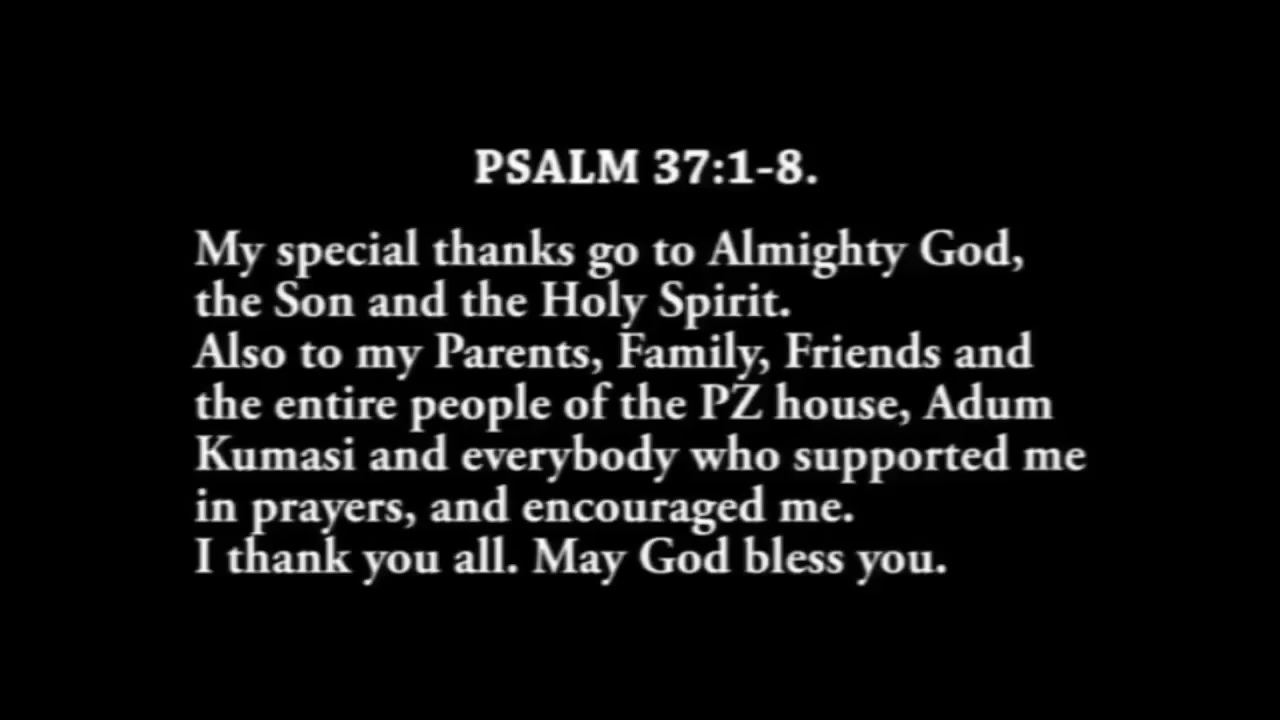 PSALM 37:1-8.
My special thanks go to Almighty God,
the Son and the Holy Spirit.
Also to my Parents, Family, Friends and
the entire people of the PZ house, Adum
Kumasi and everybody who supported me
in prayers, and encouraged me.
I thank you all. May God bless you.